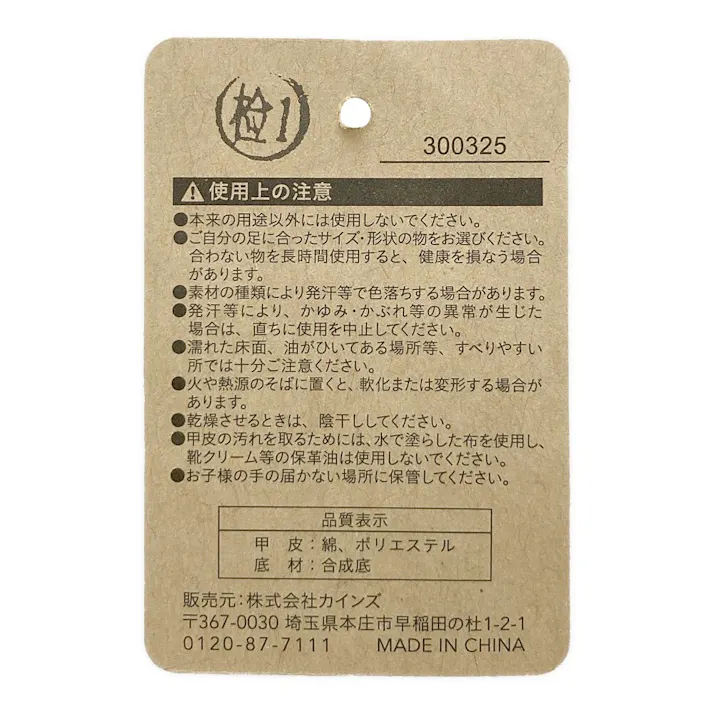 検1
300325
⚠使用上の注意
●本来の用途以外には使用しないでください。
●ご自分の足に合ったサイズ・形状の物をお選びください。
合わない物を長時間使用すると、健康を損なう場合
があります。
●素材の種類により発汗等で色落ちする場合があります。
●発汗等により、かゆみ・かぶれ等の異常が生じた
場合は、直ちに使用を中止してください。
●濡れた床面、油がひいてある場所等、すべりやすい
所では十分ご注意ください。
●火や熱源のそばに置くと、軟化または変形する場合が
あります。
●乾燥させるときは、陰干ししてください。
●甲皮の汚れを取るためには、水で塗らした布を使用し、
靴クリーム等の保革油は使用しないでください。
●お子様の手の届かない場所に保管してください。
品質表示
甲 皮：綿、ポリエステル
底 材：合成底
販売元：株式会社カインズ
〒367-0030 埼玉県本庄市早稲田の杜1-2-1
0120-87-7111 MADE IN CHINA